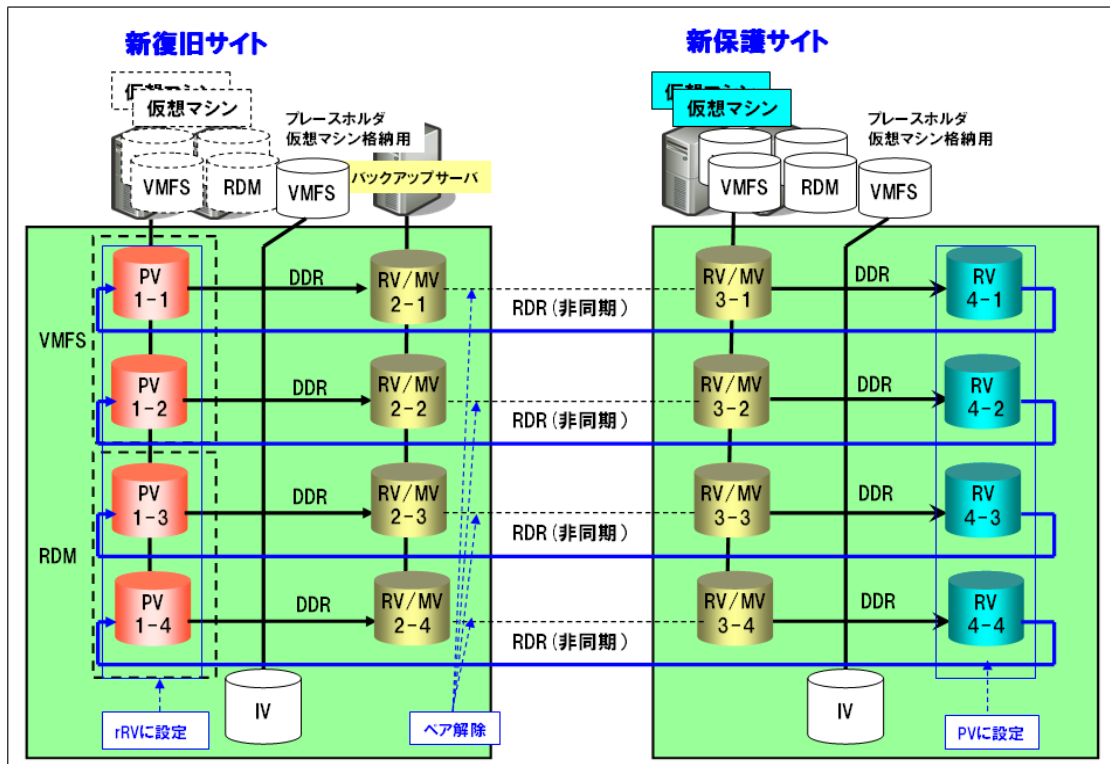 新復旧サイト
新保護サイト
仮想マシン
仮想マシン
プレースホルダ
仮想マシン格納用
バックアップサーバ
VMFS
RDM
VMFS
仮想マシン
仮想マシン
プレースホルダ
仮想マシン格納用
VMFS
RDM
VMFS
PV
1-1
DDR
RV/MV
2-1
RDR(非同期)
RV/MV
3-1
DDR
RV
4-1
VMFS
PV
1-2
DDR
RV/MV
2-2
RDR(非同期)
RV/MV
3-2
DDR
RV
4-2
PV
1-3
DDR
RV/MV
2-3
RDR(非同期)
RV/MV
3-3
DDR
RV
4-3
RDM
PV
1-4
DDR
RV/MV
2-4
RDR(非同期)
RV/MV
3-4
DDR
RV
4-4
IV
IV
rRVに設定
ペア解除
PVに設定